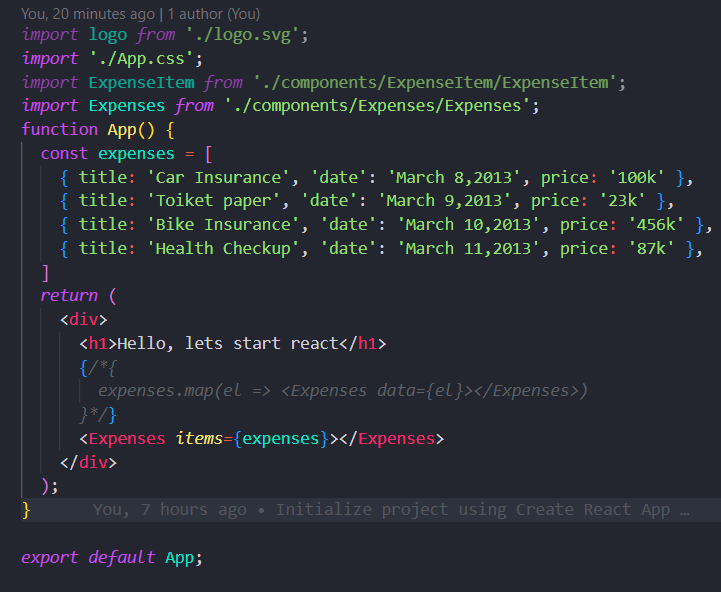 You, 20 minutes ago | 1 author (You)
import logo from './logo.svg';
import './App.css';
import ExpenseItem from './components/ExpenseItem/ExpenseItem';
import Expenses from './components/Expenses/Expenses';
function App() {
  const expenses = [
    { title: 'Car Insurance', 'date': 'March 8,2013', price: '100k' },
    { title: 'Toiket paper', 'date': 'March 9,2013', price: '23k' },
    { title: 'Bike Insurance', 'date': 'March 10,2013', price: '456k' },
    { title: 'Health Checkup', 'date': 'March 11,2013', price: '87k' },
  ]
  return (
    <div>
      <h1>Hello, lets start react</h1>
      {/*{
        expenses.map(el => <Expenses data={el}></Expenses>)
      }*/}
      <Expenses items={expenses}></Expenses>
    </div>
  );
}      You, 7 hours ago • Initialize project using Create React App …
export default App;